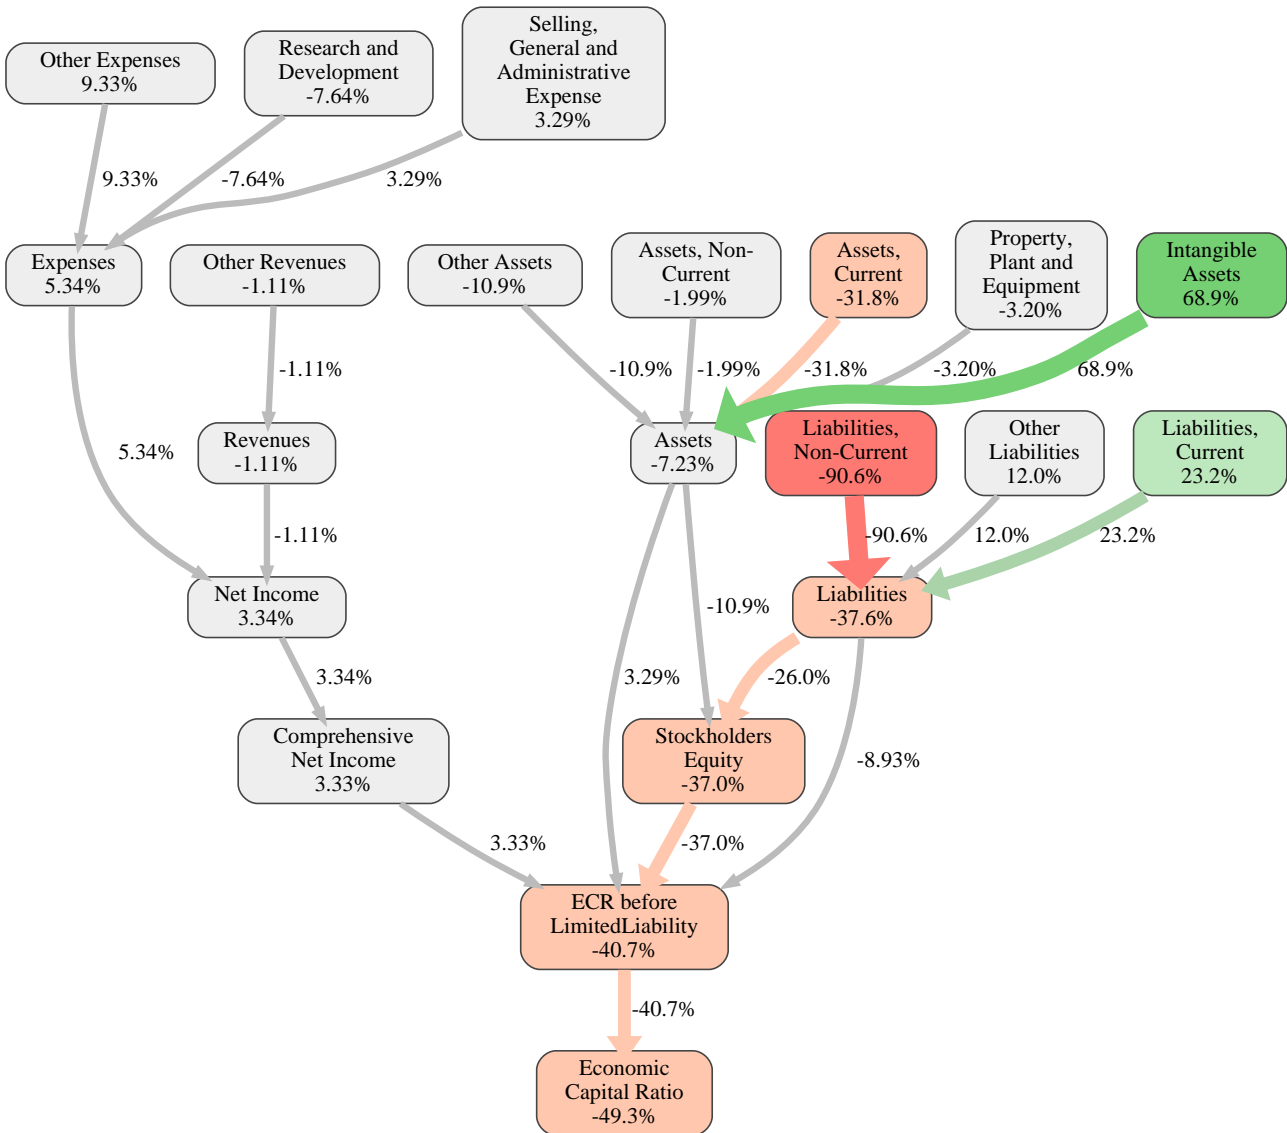 Other Expenses
9.33%
Research and
Development
-7.64%
Selling,
General and
Administrative
Expense
3.29%
9.33%
-7.64%
3.29%
Expenses
5.34%
Other Revenues
-1.11%
Other Assets
-10.9%
Assets, Non-
Current
-1.99%
Assets,
Current
-31.8%
Property,
Plant and
Equipment
-3.20%
Intangible
Assets
68.9%
-1.11%
-10.9%
-1.99%
-31.8%
-3.20%
68.9%
5.34%
Revenues
-1.11%
Assets
-7.23%
Liabilities,
Non-Current
-90.6%
Other
Liabilities
12.0%
Liabilities,
Current
23.2%
-1.11%
-90.6%
12.0%
23.2%
Net Income
3.34%
-10.9%
Liabilities
-37.6%
3.34%
3.29%
-26.0%
Comprehensive
Net Income
3.33%
Stockholders
Equity
-37.0%
-8.93%
3.33%
-37.0%
ECR before
LimitedLiability
-40.7%
-40.7%
Economic
Capital Ratio
-49.3%